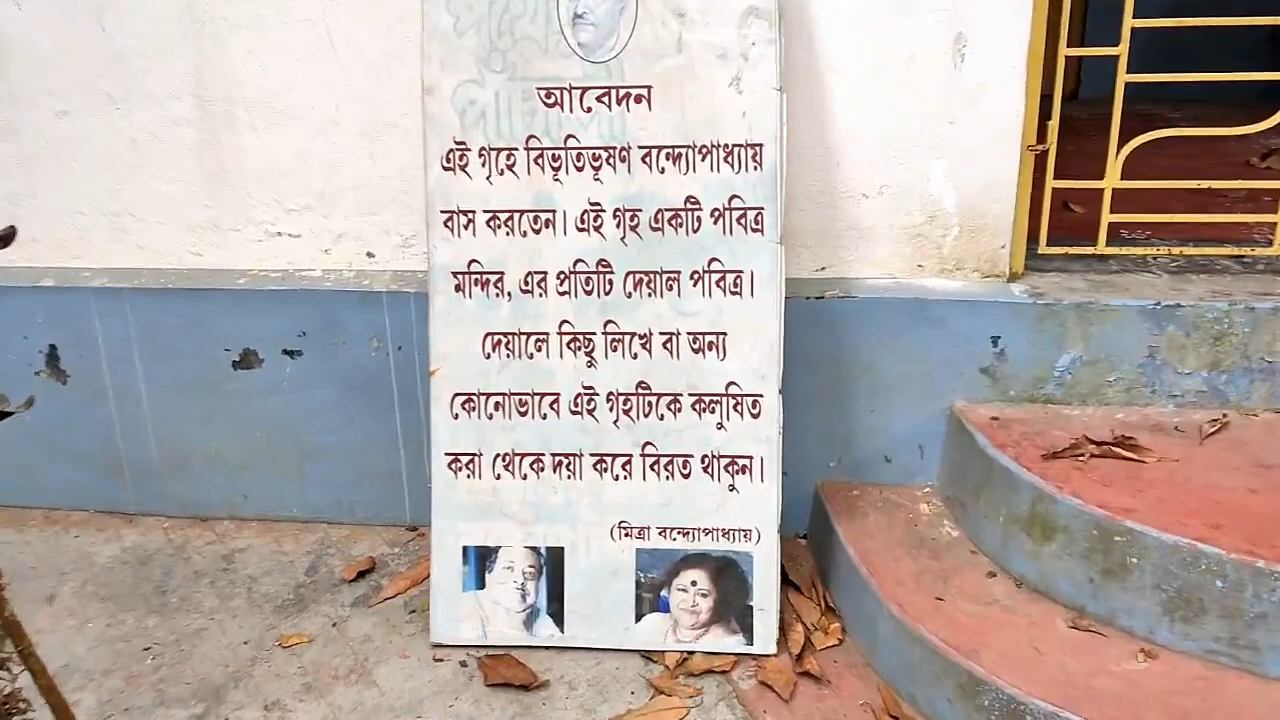 আবেদন
এই গৃহে বিভূতিভূষণ বন্দ্যোপাধ্যায়
বাস করতেন। এই গৃহ একটি পবিত্র
মন্দির, এর প্রতিটি দেয়াল পবিত্র।
দেয়ালে কিছু লিখে বা অন্য
কোনোভাবে এই গৃহটিকে কলুষিত
করা থেকে দয়া করে বিরত থাকুন।
(মিত্রা বন্দ্যোপাধ্যায়)